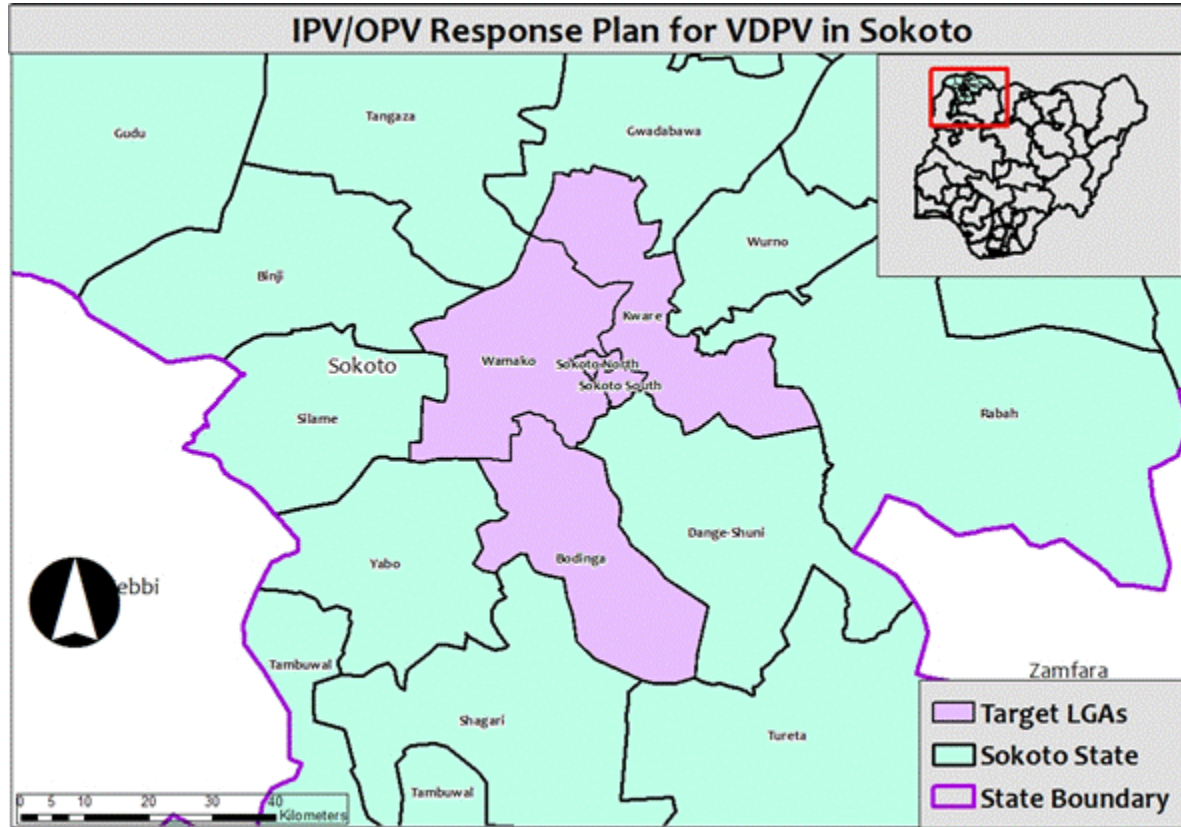 IPV/OPV Response Plan for VDPV in Sokoto
Gudu
Tangaza
Gwadabawa
Wurno
Binji
Kware
Sokoto
Wamako
Sokoto North
Sokoto South
Silame
Rabah
Dange-Shuni
Yabo
Bodinga
ebbi
Tambuwal
Zamfara
Shagari
Tureta
Tambuwal
Target LGAs
Sokoto State
State Boundary
0 5 10 20 30 40
Kilometers